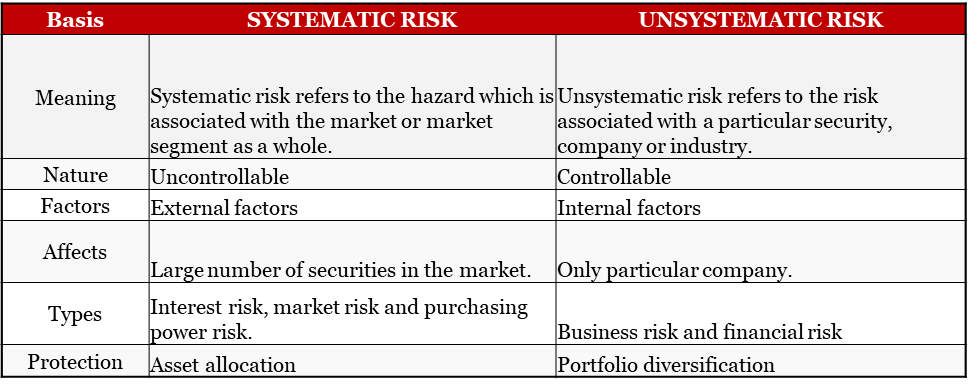 Basis SYSTEMATIC RISK UNSYSTEMATIC RISK
Meaning
Systematic risk refers to the hazard which is
associated with the market or market
segment as a whole.
Unsystematic risk refers to the risk
associated with a particular security,
company or industry.
Nature Uncontrollable Controllable
Factors External factors Internal factors
Affects
Large number of securities in the market.
Only particular company.
Types
Interest risk, market risk and purchasing
power risk.
Business risk and financial risk
Protection Asset allocation Portfolio diversification